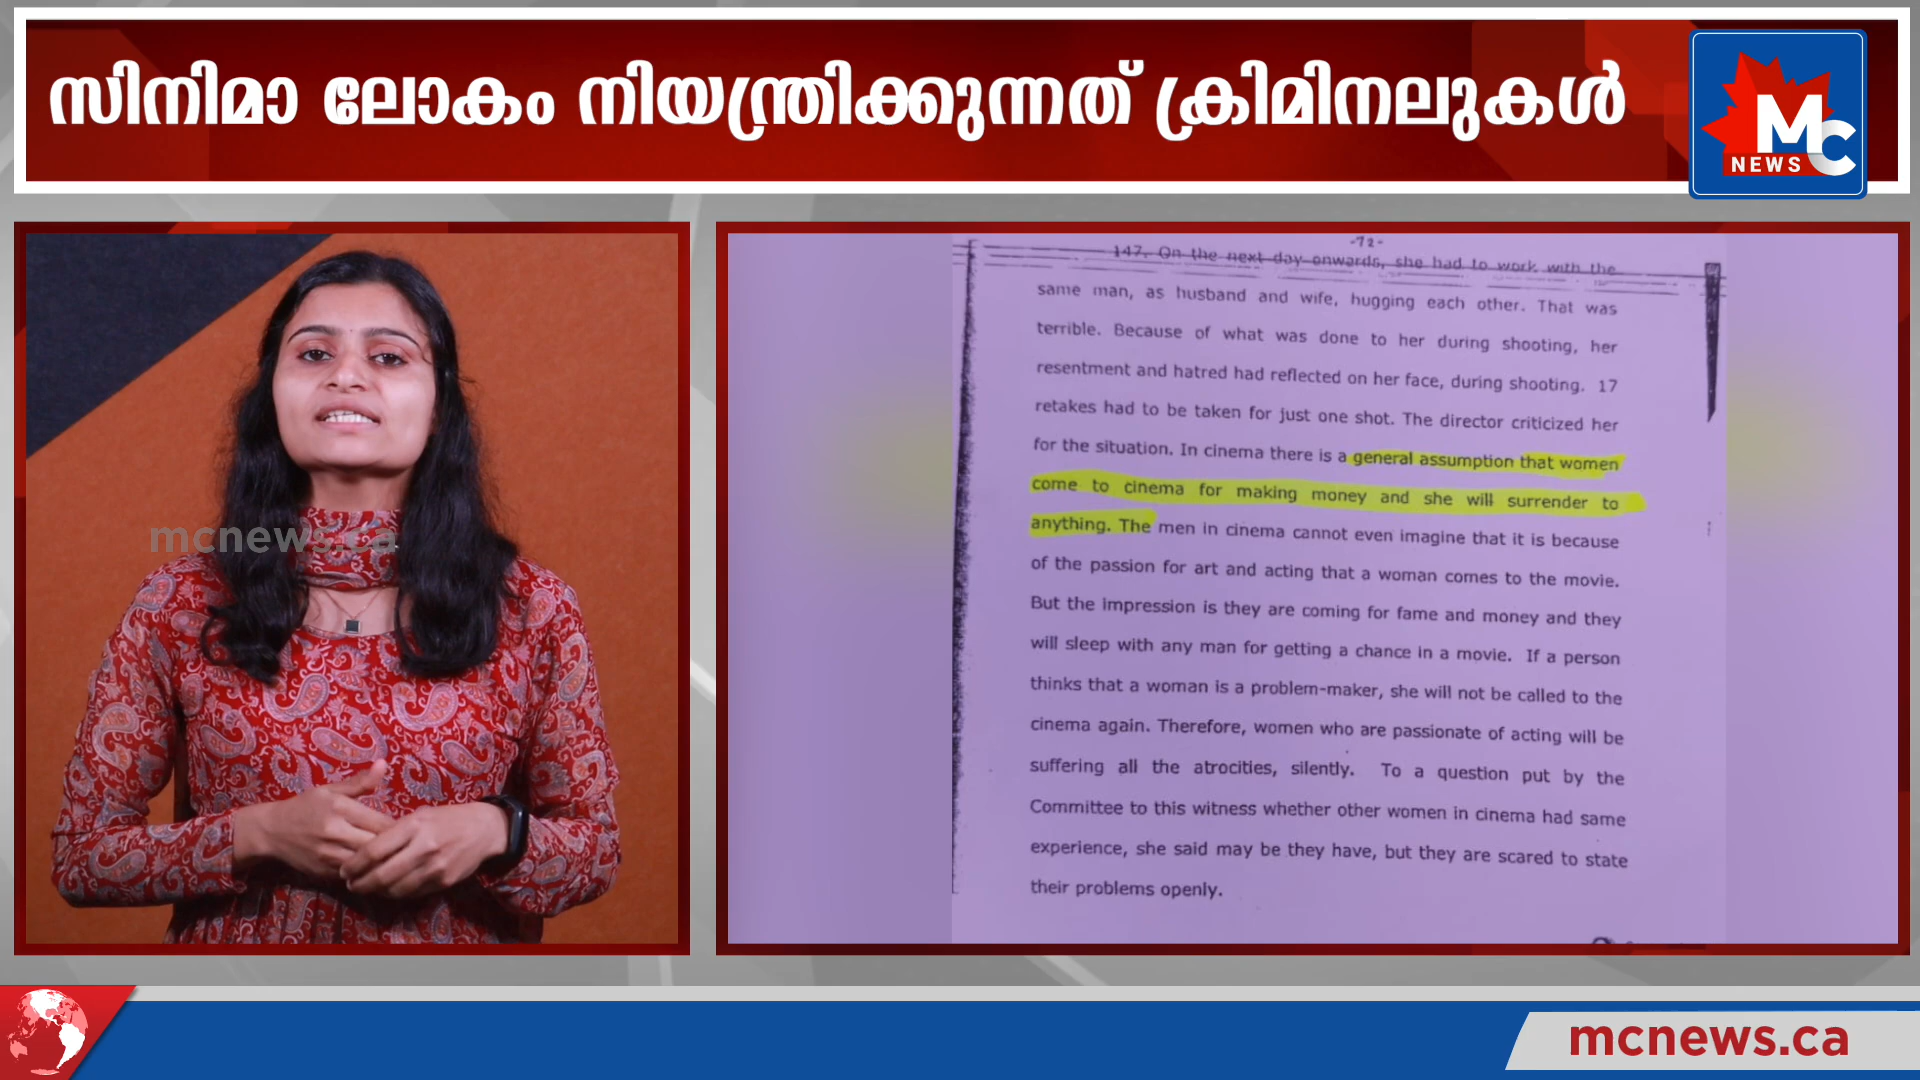 സിനിമാ ലോകം നിയന്ത്രിക്കുന്നത് ക്രിമിനലുകൾ
MC
NEWS
mcnews.ca
-72-
147. On the next day onwards, she had to work with the
same man, as husband and wife, hugging each other. That was
terrible. Because of what was done to her during shooting, her
resentment and hatred had reflected on her face, during shooting. 17
retakes had to be taken for just one shot. The director criticized her
for the situation. In cinema there is a general assumption that women
come to cinema for making money and she will surrender to
anything. The men in cinema cannot even imagine that it is because
of the passion for art and acting that a woman comes to the movie.
But the impression is they are coming for fame and money and they
will sleep with any man for getting a chance in a movie. If a person
thinks that a woman is a problem-maker, she will not be called to the
cinema again. Therefore, women who are passionate of acting will be
suffering all the atrocities, silently. To a question put by the
Committee to this witness whether other women in cinema had same
experience, she said may be they have, but they are scared to state
their problems openly.
mcnews.ca